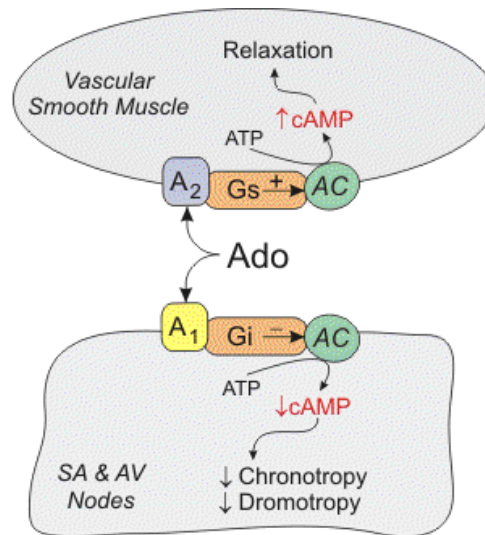 Relaxation
Vascular
Smooth Muscle
↑cAMP
ATP
A2
Gs
+
AC
Ado
A1
Gi
−
AC
ATP
↓cAMP
SA & AV
Nodes
↓ Chronotropy
↓ Dromotropy